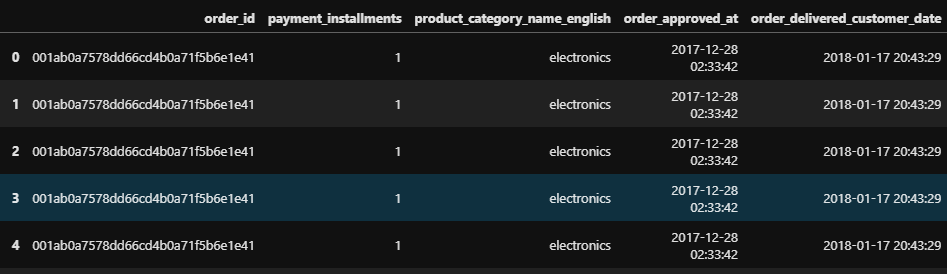 order_id payment_installments product_category_name_english order_approved_at order_delivered_customer_date
0 001ab0a7578dd66cd4b0a71f5b6e1e41 1 electronics 2017-12-28 02:33:42 2018-01-17 20:43:29
1 001ab0a7578dd66cd4b0a71f5b6e1e41 1 electronics 2017-12-28 02:33:42 2018-01-17 20:43:29
2 001ab0a7578dd66cd4b0a71f5b6e1e41 1 electronics 2017-12-28 02:33:42 2018-01-17 20:43:29
3 001ab0a7578dd66cd4b0a71f5b6e1e41 1 electronics 2017-12-28 02:33:42 2018-01-17 20:43:29
4 001ab0a7578dd66cd4b0a71f5b6e1e41 1 electronics 2017-12-28 02:33:42 2018-01-17 20:43:29